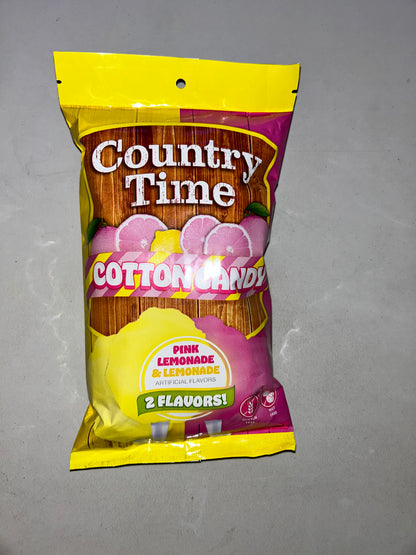 Country
Time
COTTON CANDY
PINK
LEMONADE
& LEMONADE
ARTIFICIAL FLAVORS
2 FLAVORS!